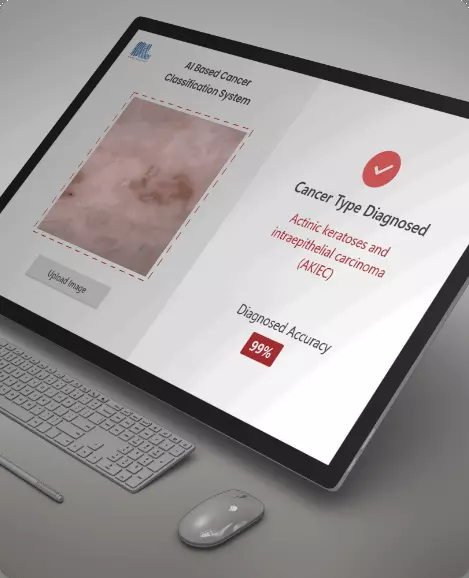 AI Based Cancer
Classification System
Upload Image
Cancer Type Diagnosed
Actinic keratoses and
intraepithelial carcinoma
(AKIEC)
Diagnosed Accuracy
99%